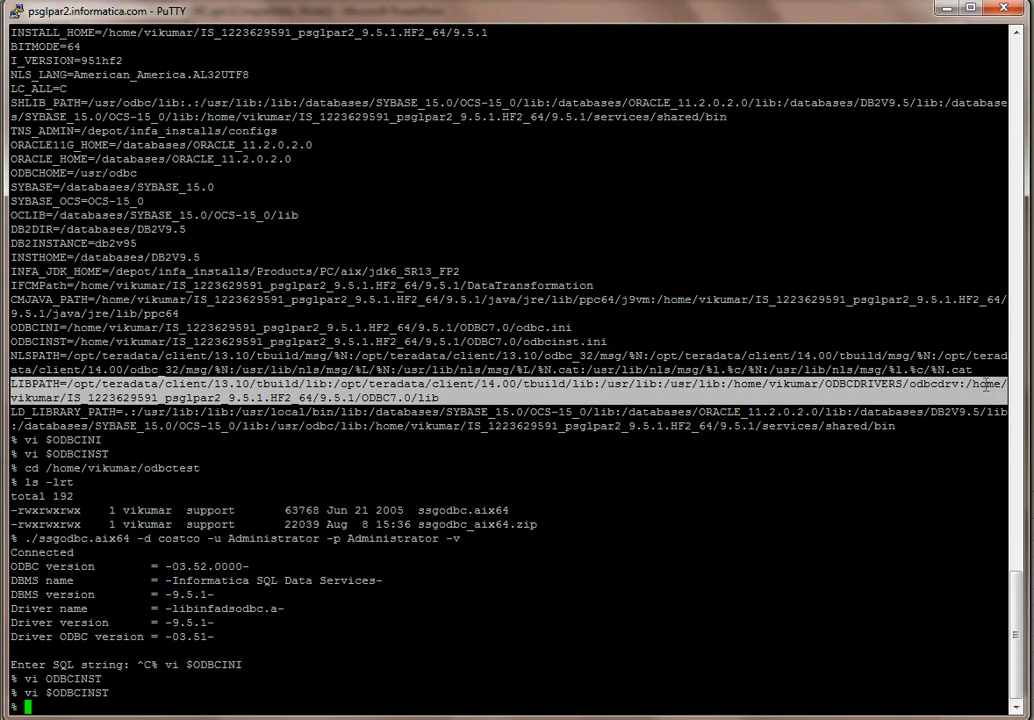 psglpar2.informatica.com - PuTTY
INSTALL_HOME=/home/vikumar/IS_1223629591_psglpar2_9.5.1.HF2_64/9.5.1
BITMODE=64
I_VERSION=951hf2
NLS_LANG=American_America.AL32UTF8
LC_ALL=C
SHLIB_PATH=/usr/odbc/lib:.:/usr/lib:/lib:/databases/SYBASE_15.0/OCS-15_0/lib:/databases/ORACLE_11.2.0.2.0/lib:/databases/DB2V9.5/lib:/database
s/SYBASE_15.0/OCS-15_0/lib:/home/vikumar/IS_1223629591_psglpar2_9.5.1.HF2_64/9.5.1/services/shared/bin
TNS_ADMIN=/depot/infa_installs/configs
ORACLE11G_HOME=/databases/ORACLE_11.2.0.2.0
ORACLE_HOME=/databases/ORACLE_11.2.0.2.0
ODBCHOME=/usr/odbc
SYBASE=/databases/SYBASE_15.0
SYBASE_OCS=OCS-15_0
OCLIB=/databases/SYBASE_15.0/OCS-15_0/lib
DB2DIR=/databases/DB2V9.5
DB2INSTANCE=db2v95
INSTHOME=/databases/DB2V9.5
INFA_JDK_HOME=/depot/infa_installs/Products/PC/aix/jdk6_SR13_FP2
IFCMPath=/home/vikumar/IS_1223629591_psglpar2_9.5.1.HF2_64/9.5.1/DataTransformation
CMJAVA_PATH=/home/vikumar/IS_1223629591_psglpar2_9.5.1.HF2_64/9.5.1/java/jre/lib/ppc64/j9vm:/home/vikumar/IS_1223629591_psglpar2_9.5.1.HF2_64/
9.5.1/java/jre/lib/ppc64
ODBCINI=/home/vikumar/IS_1223629591_psglpar2_9.5.1.HF2_64/9.5.1/ODBC7.0/odbc.ini
ODBCINST=/home/vikumar/IS_1223629591_psglpar2_9.5.1.HF2_64/9.5.1/ODBC7.0/odbcinst.ini
NLSPATH=/opt/teradata/client/13.10/tbuild/msg/%N:/opt/teradata/client/13.10/odbc_32/msg/%N:/opt/teradata/client/14.00/tbuild/msg/%N:/opt/terad
ata/client/14.00/odbc_32/msg/%N:/usr/lib/nls/msg/%L/%N.cat:/usr/lib/nls/msg/%l.%c/%N:/usr/lib/nls/msg/%l.%c/%N.cat
LIBPATH=/opt/teradata/client/13.10/tbuild/lib:/opt/teradata/client/14.00/tbuild/lib:/usr/lib:/usr/lib:/home/vikumar/ODBCDRIVERS/odbcdrv:/home/
vikumar/IS_1223629591_psglpar2_9.5.1.HF2_64/9.5.1/ODBC7.0/lib
LD_LIBRARY_PATH=.:/usr/lib:/usr/local/bin/lib:/databases/SYBASE_15.0/OCS-15_0/lib:/databases/ORACLE_11.2.0.2.0/lib:/databases/DB2V9.5/lib
:/databases/SYBASE_15.0/OCS-15_0/lib:/usr/odbc/lib:/home/vikumar/IS_1223629591_psglpar2_9.5.1.HF2_64/9.5.1/services/shared/bin
% vi $ODBCINI
% vi $ODBCINST
% cd /home/vikumar/odbctest
% ls -lrt
total 192
-rwxrwxrwx    1 vikumar  support       63768 Jun 21 2005  ssgodbc.aix64
-rwxrwxrwx    1 vikumar  support       22039 Aug  8 15:36 ssgodbc_aix64.zip
% ./ssgodbc.aix64 -d costco -u Administrator -p Administrator -v
Connected
ODBC version        = -03.52.0000-
DBMS name           = -Informatica SQL Data Services-
DBMS version        = -9.5.1-
Driver name         = -libinfadsodbc.a-
Driver version      = -9.5.1-
Driver ODBC version = -03.51-
Enter SQL string: ^C% vi $ODBCINI
% vi ODBCINST
% vi $ODBCINST
%